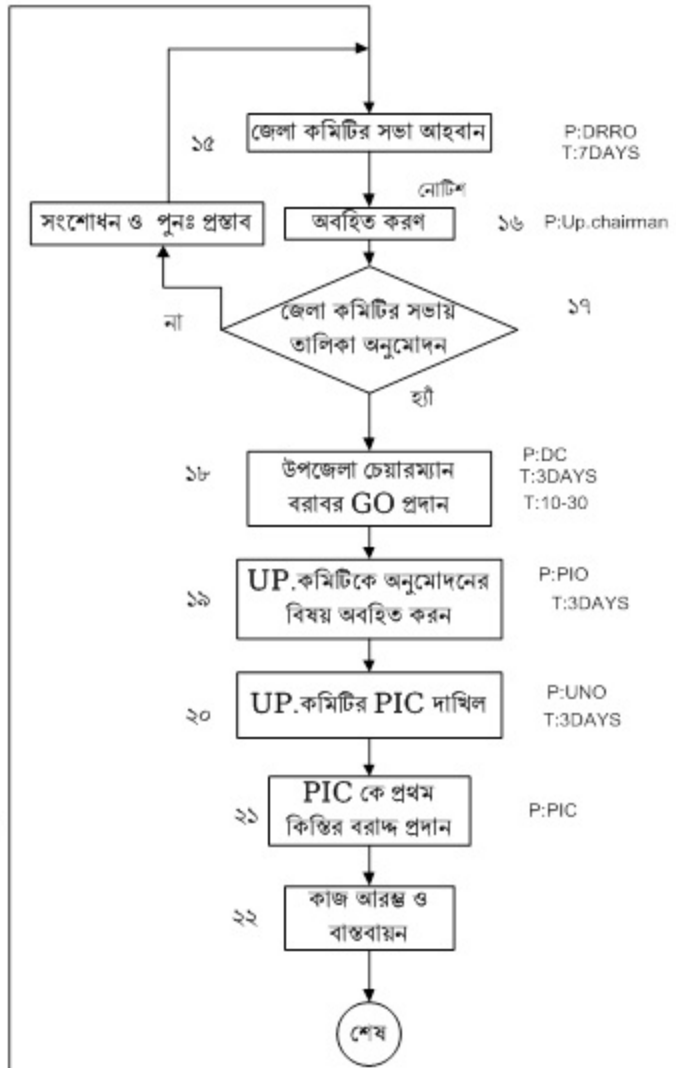 ১৫
জেলা কমিটির সভা আহবান
P:DRRO
T:7DAYS
নোটিশ
সংশোধন ও পুনঃ প্রস্তাব
অবহিত করণ
১৬
P:Up.chairman
না
জেলা কমিটির সভায়
তালিকা অনুমোদন
১৭
হ্যাঁ
১৮
উপজেলা চেয়ারম্যান
বরাবর GO প্রদান
P:DC
T:3DAYS
T:10-30
১৯
UP.কমিটিকে অনুমোদনের
বিষয় অবহিত করন
P:PIO
T:3DAYS
২০
UP.কমিটির PIC দাখিল
P:UNO
T:3DAYS
২১
PIC কে প্রথম
কিস্তির বরাদ্দ প্রদান
P:PIC
২২
কাজ আরম্ভ ও
বাস্তবায়ন
শেষ